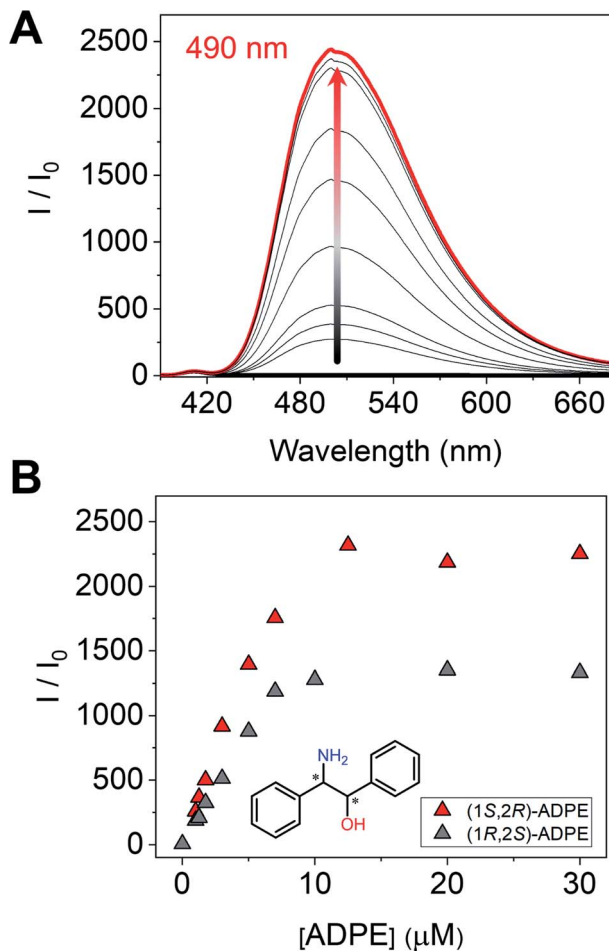 A
490 nm
I / I₀
2500
2000
1500
1000
500
0
420 480 540 600 660
Wavelength (nm)
B
I / I₀
2500
2000
1500
1000
500
0
NH₂
* *
OH
(1S,2R)-ADPE
(1R,2S)-ADPE
0 10 20 30
[ADPE] (μM)